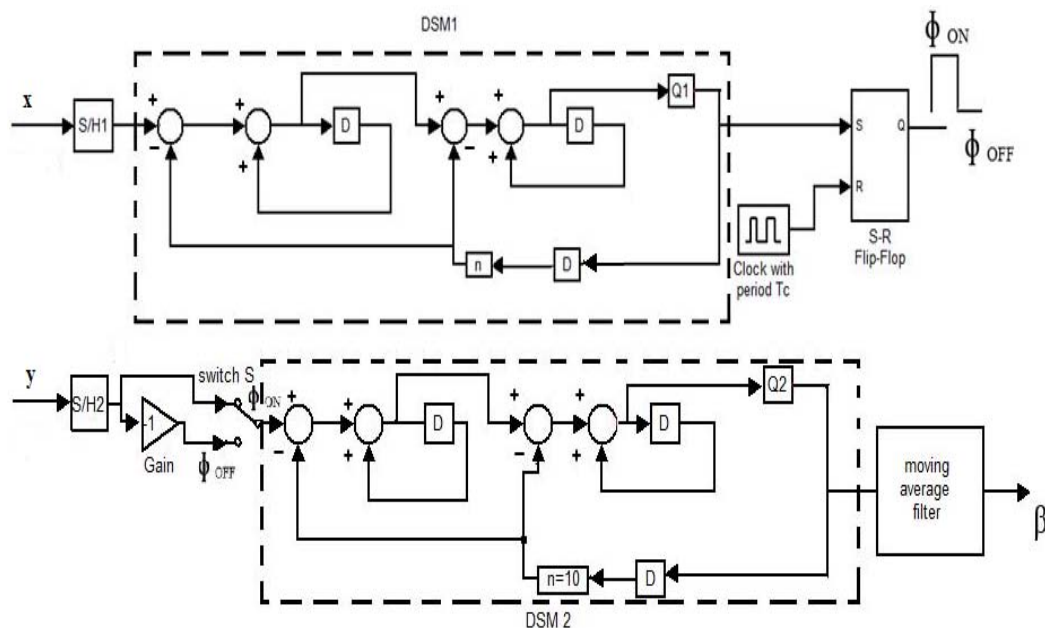 DSM1
ϕ ON
x
S/H1
+
−
+
+
D
+
−
+
+
D
Q1
S
Q
R
ϕ OFF
n
D
S-R
Flip-Flop
Clock with
period Tc
y
S/H2
switch S
ϕ ON
-1
Gain
ϕ OFF
+
−
+
+
D
+
−
+
+
D
Q2
moving
average
filter
β
n=10
D
DSM 2